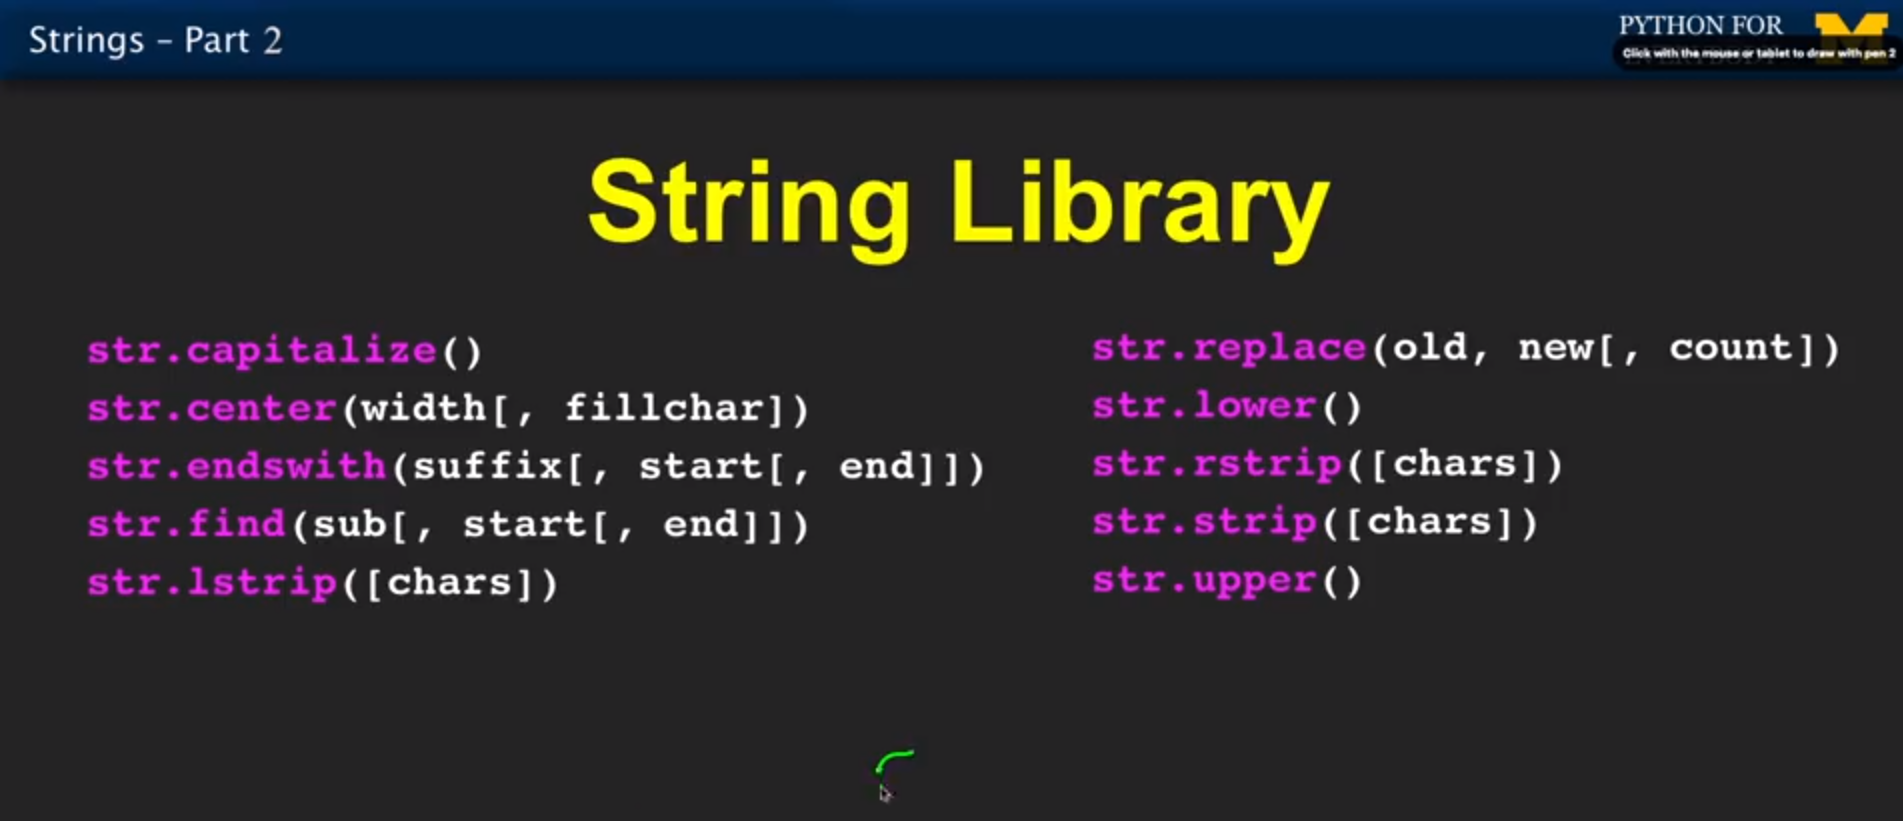 Strings – Part 2
PYTHON FOR
Click with the mouse or tablet to draw with pen 2
String Library
str.capitalize()
str.center(width[, fillchar])
str.endswith(suffix[, start[, end]])
str.find(sub[, start[, end]])
str.lstrip([chars])
str.replace(old, new[, count])
str.lower()
str.rstrip([chars])
str.strip([chars])
str.upper()